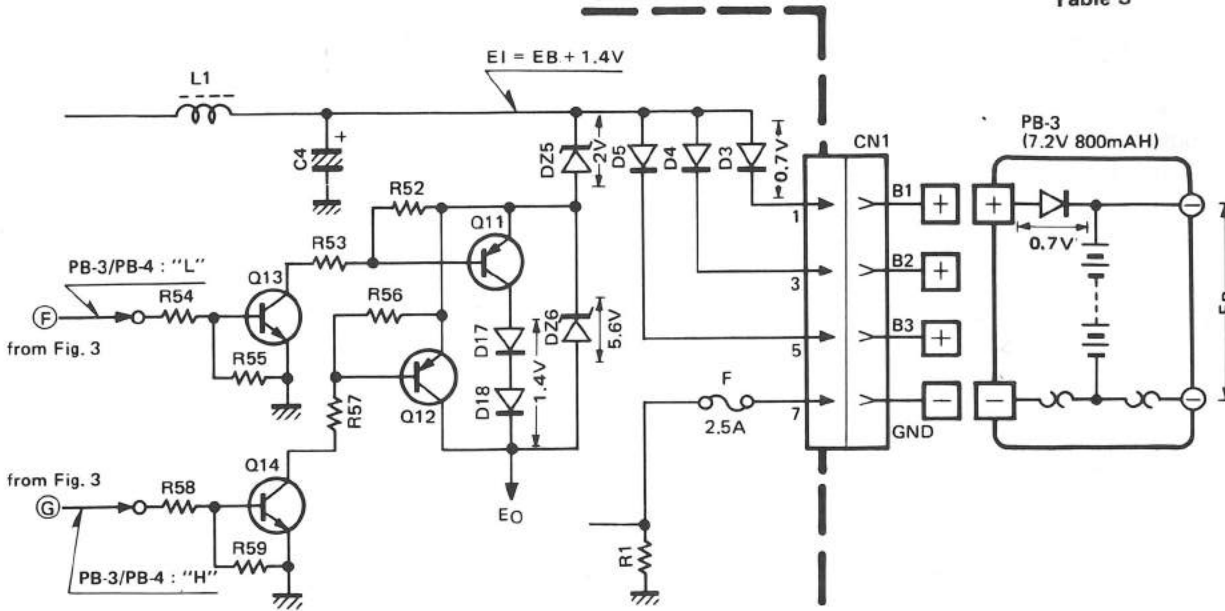 Table 3
EI = EB + 1.4V
L1
C4
+
DZ5
2V
D5
D4
D3
0.7V
CN1
PB-3
(7.2V 800mAH)
R52
Q11
R53
1
B1
+
+
0.7V
PB-3/PB-4 : "L"
Q13
R54
F
from Fig. 3
R55
R56
Q12
R57
D17
D18
1.4V
DZ6
5.6V
3
B2
+
5
B3
+
F
2.5A
7
GND
−
−
EO
R1
Q14
from Fig. 3
G
R58
R59
PB-3/PB-4 : "H"